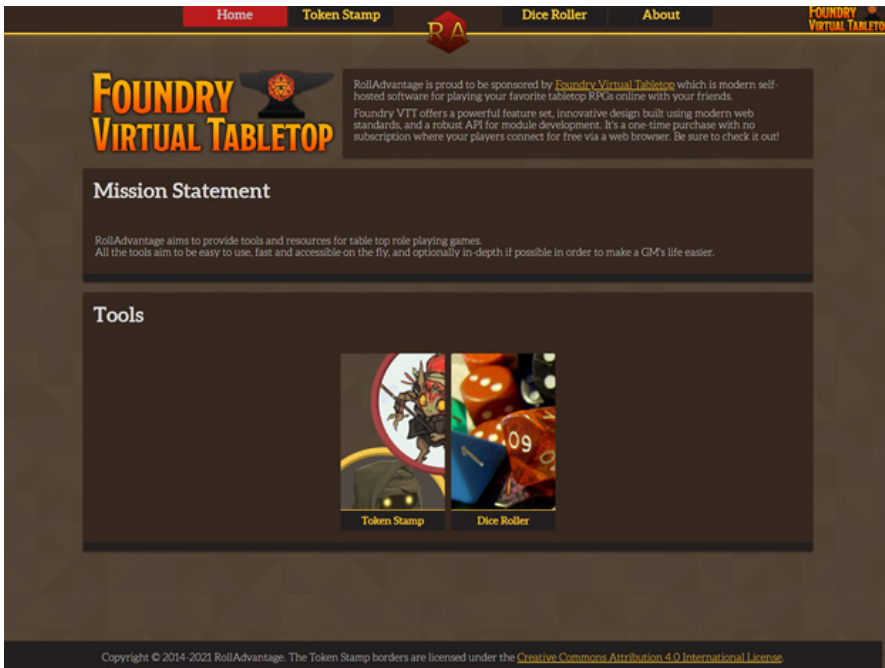 Home Token Stamp RA Dice Roller About FOUNDRY
VIRTUAL TABLETO
FOUNDRY
VIRTUAL TABLETOP
RollAdvantage is proud to be sponsored by Foundry Virtual Tabletop which is modern self-
hosted software for playing your favorite tabletop RPGs online with your friends.
Foundry VTT offers a powerful feature set, innovative design built using modern web
standards, and a robust API for module development. It's a one-time purchase with no
subscription where your players connect for free via a web browser. Be sure to check it out!
Mission Statement
RollAdvantage aims to provide tools and resources for table top role playing games.
All the tools aim to be easy to use, fast and accessible on the fly, and optionally in-depth if possible in order to make a GM's life easier.
Tools
09
Token Stamp Dice Roller
Copyright © 2014-2021 RollAdvantage. The Token Stamp borders are licensed under the Creative Commons Attribution 4.0 International License.